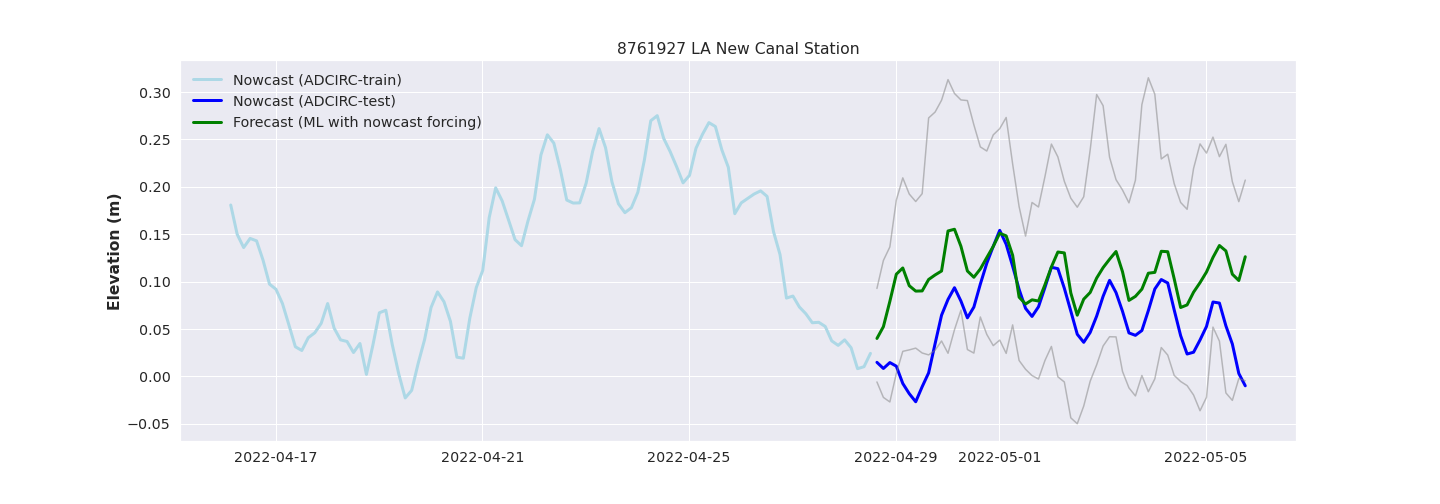 8761927 LA New Canal Station
Nowcast (ADCIRC-train)
Nowcast (ADCIRC-test)
Forecast (ML with nowcast forcing)
Elevation (m)
0.30
0.25
0.20
0.15
0.10
0.05
0.00
−0.05
2022-04-17 2022-04-21 2022-04-25 2022-04-29 2022-05-01 2022-05-05